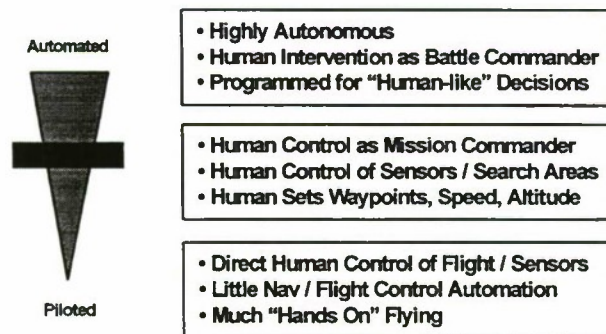 Automated
• Highly Autonomous
• Human Intervention as Battle Commander
• Programmed for "Human-like" Decisions
• Human Control as Mission Commander
• Human Control of Sensors / Search Areas
• Human Sets Waypoints, Speed, Altitude
• Direct Human Control of Flight / Sensors
• Little Nav / Flight Control Automation
• Much "Hands On" Flying
Piloted